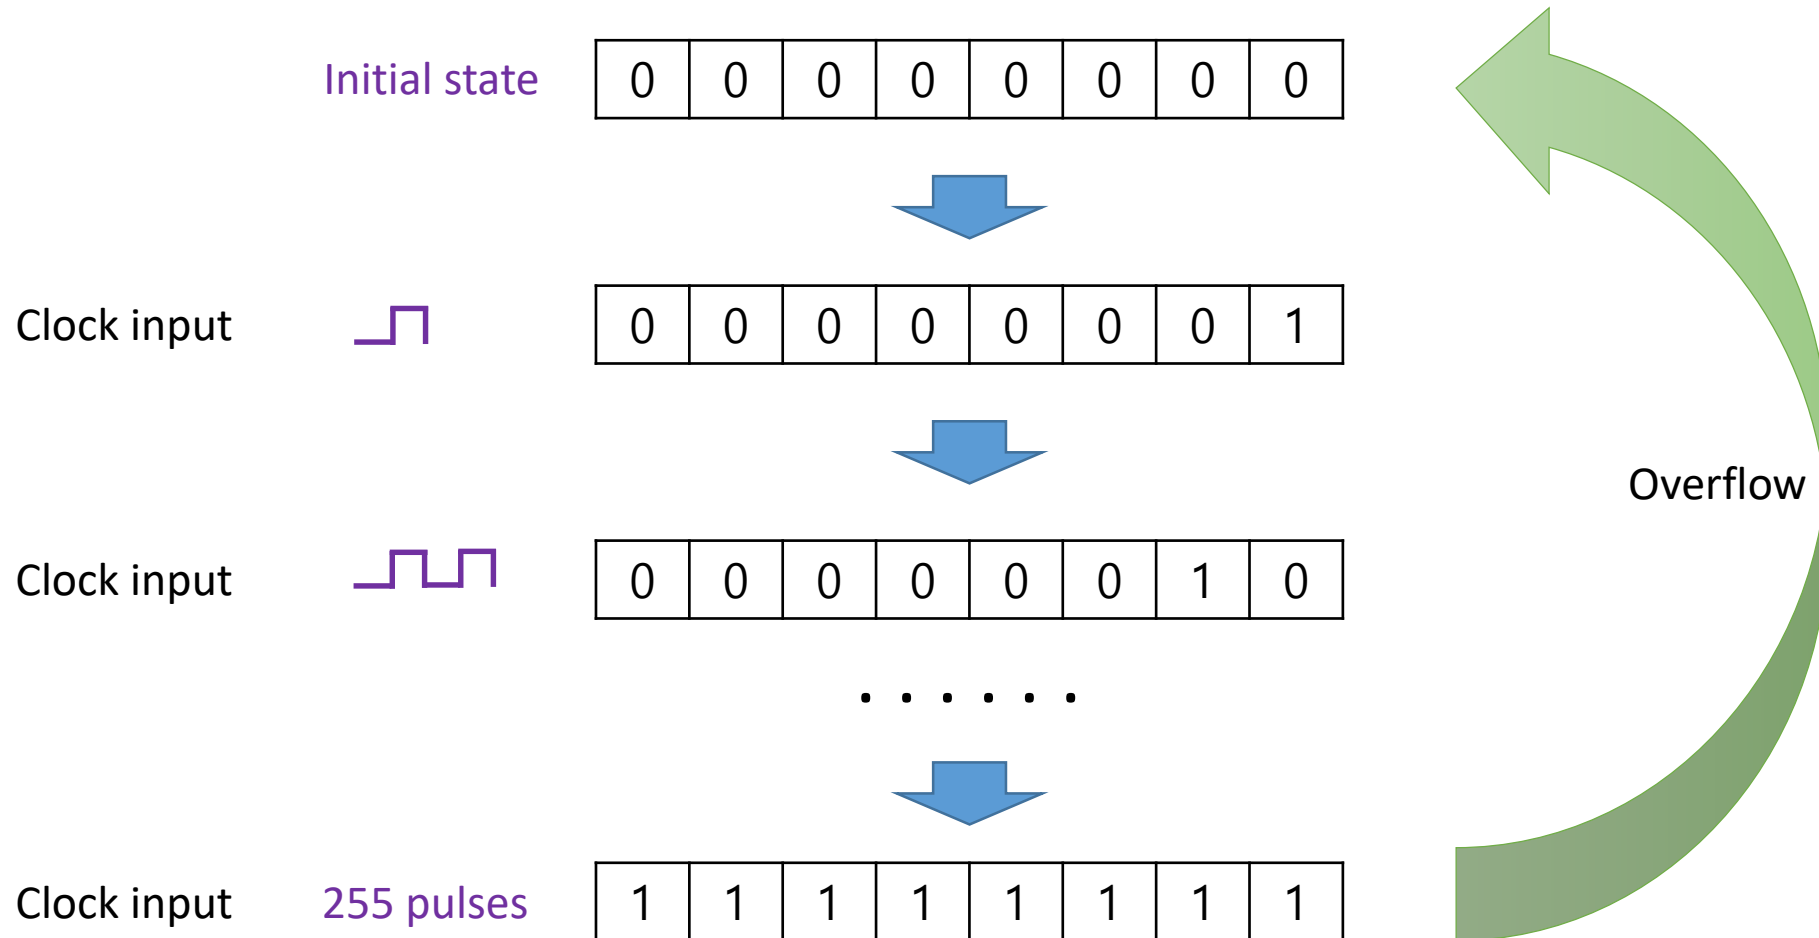 Initial state 0 0 0 0 0 0 0 0
Clock input 0 0 0 0 0 0 0 1
Overflow
Clock input 0 0 0 0 0 0 1 0
. . . . . .
Clock input 255 pulses 1 1 1 1 1 1 1 1